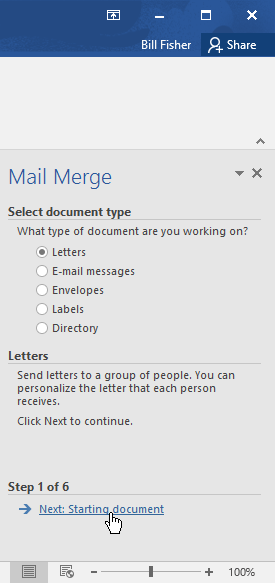 Bill Fisher Share
Mail Merge
Select document type
What type of document are you working on?
Letters
E-mail messages
Envelopes
Labels
Directory
Letters
Send letters to a group of people. You can
personalize the letter that each person
receives.
Click Next to continue.
Step 1 of 6
Next: Starting document
100%